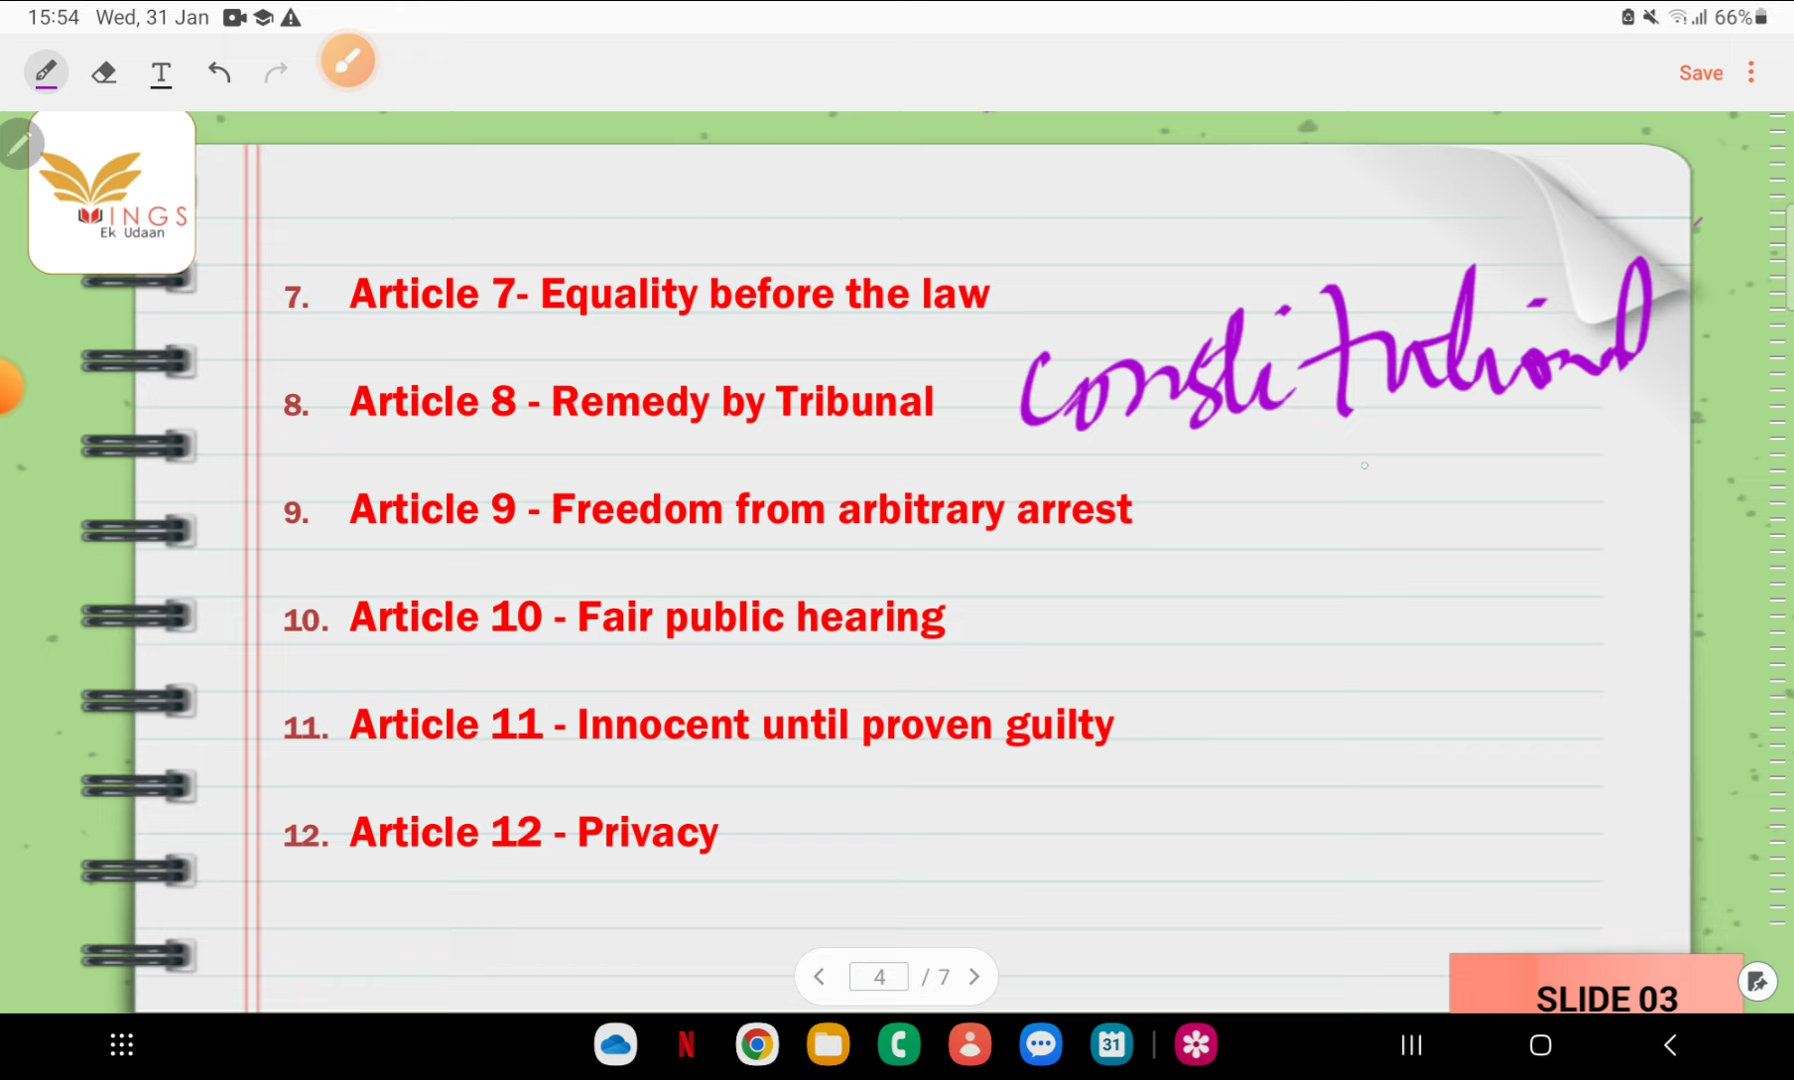 15:54 Wed, 31 Jan
66%
T
Save
WINGS
Ek Udaan
7. Article 7- Equality before the law
constitutional
8. Article 8 - Remedy by Tribunal
9. Article 9 - Freedom from arbitrary arrest
10. Article 10 - Fair public hearing
11. Article 11 - Innocent until proven guilty
12. Article 12 - Privacy
4 / 7
SLIDE 03
N
31